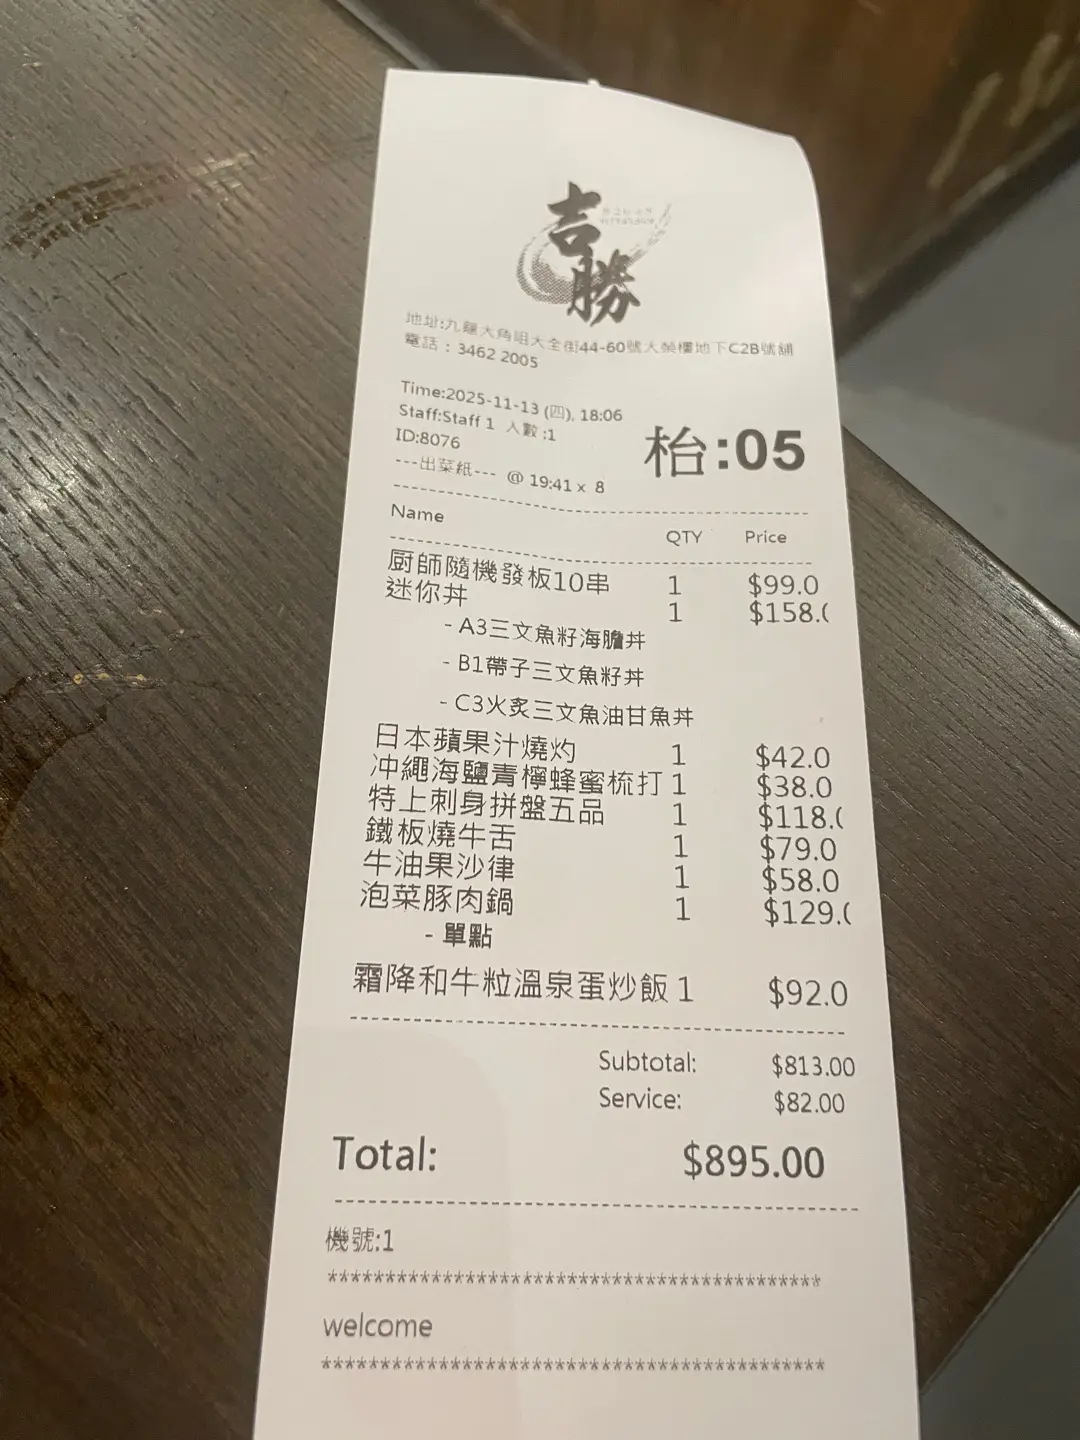 吉勝
地址:九龍大角咀大全街44-60號大榮樓地下C2B號舖
電話：3462 2005
Time:2025-11-13 (四), 18:06
Staff:Staff 1 人數:1
ID:8076
枱:05
---出菜紙--- @ 19:41 x 8
Name QTY Price
厨師隨機發板10串 1 $99.0
迷你丼 1 $158.0
- A3三文魚籽海膽丼
- B1帶子三文魚籽丼
- C3火炙三文魚油甘魚丼
日本蘋果汁燒灼 1 $42.0
沖繩海鹽青檸蜂蜜梳打 1 $38.0
特上刺身拼盤五品 1 $118.0
鐵板燒牛舌 1 $79.0
牛油果沙律 1 $58.0
泡菜豚肉鍋 1 $129.0
- 單點
霜降和牛粒溫泉蛋炒飯 1 $92.0
Subtotal: $813.00
Service: $82.00
Total: $895.00
機號:1
******************************************
welcome
******************************************